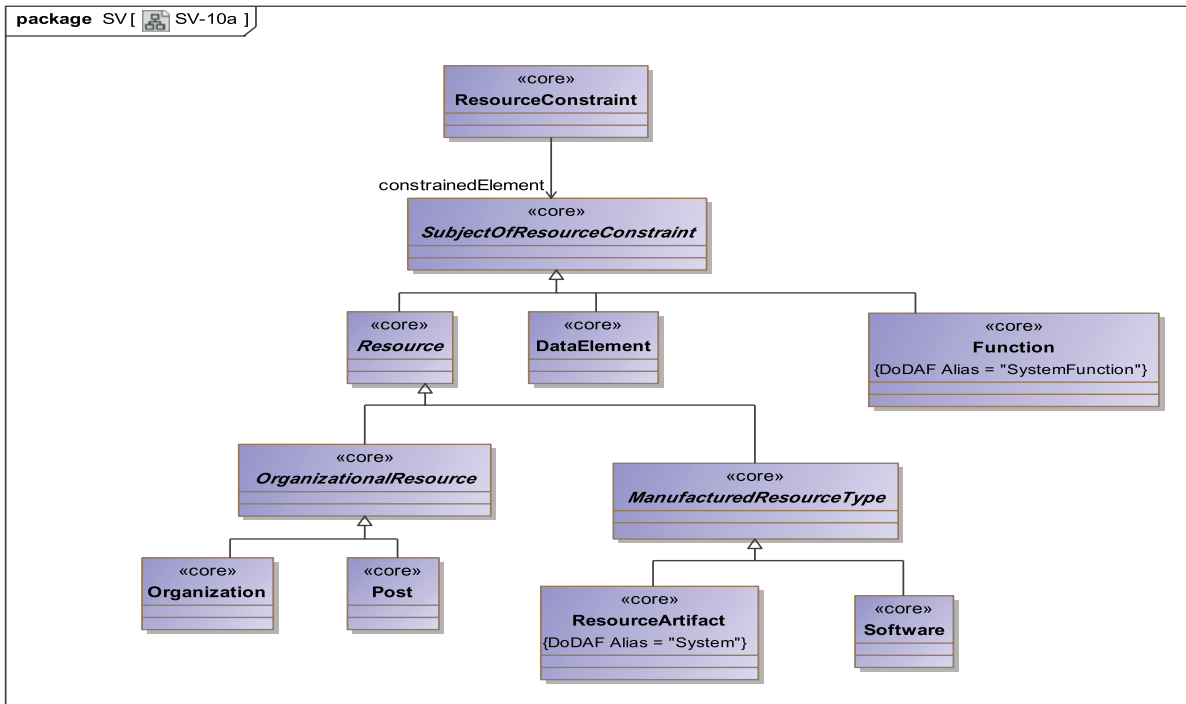 package SV [ SV-10a ]
«core»
ResourceConstraint
constrainedElement
«core»
SubjectOfResourceConstraint
«core»
Resource
«core»
DataElement
«core»
Function
{DoDAF Alias = "SystemFunction"}
«core»
OrganizationalResource
«core»
ManufacturedResourceType
«core»
Organization
«core»
Post
«core»
ResourceArtifact
{DoDAF Alias = "System"}
«core»
Software